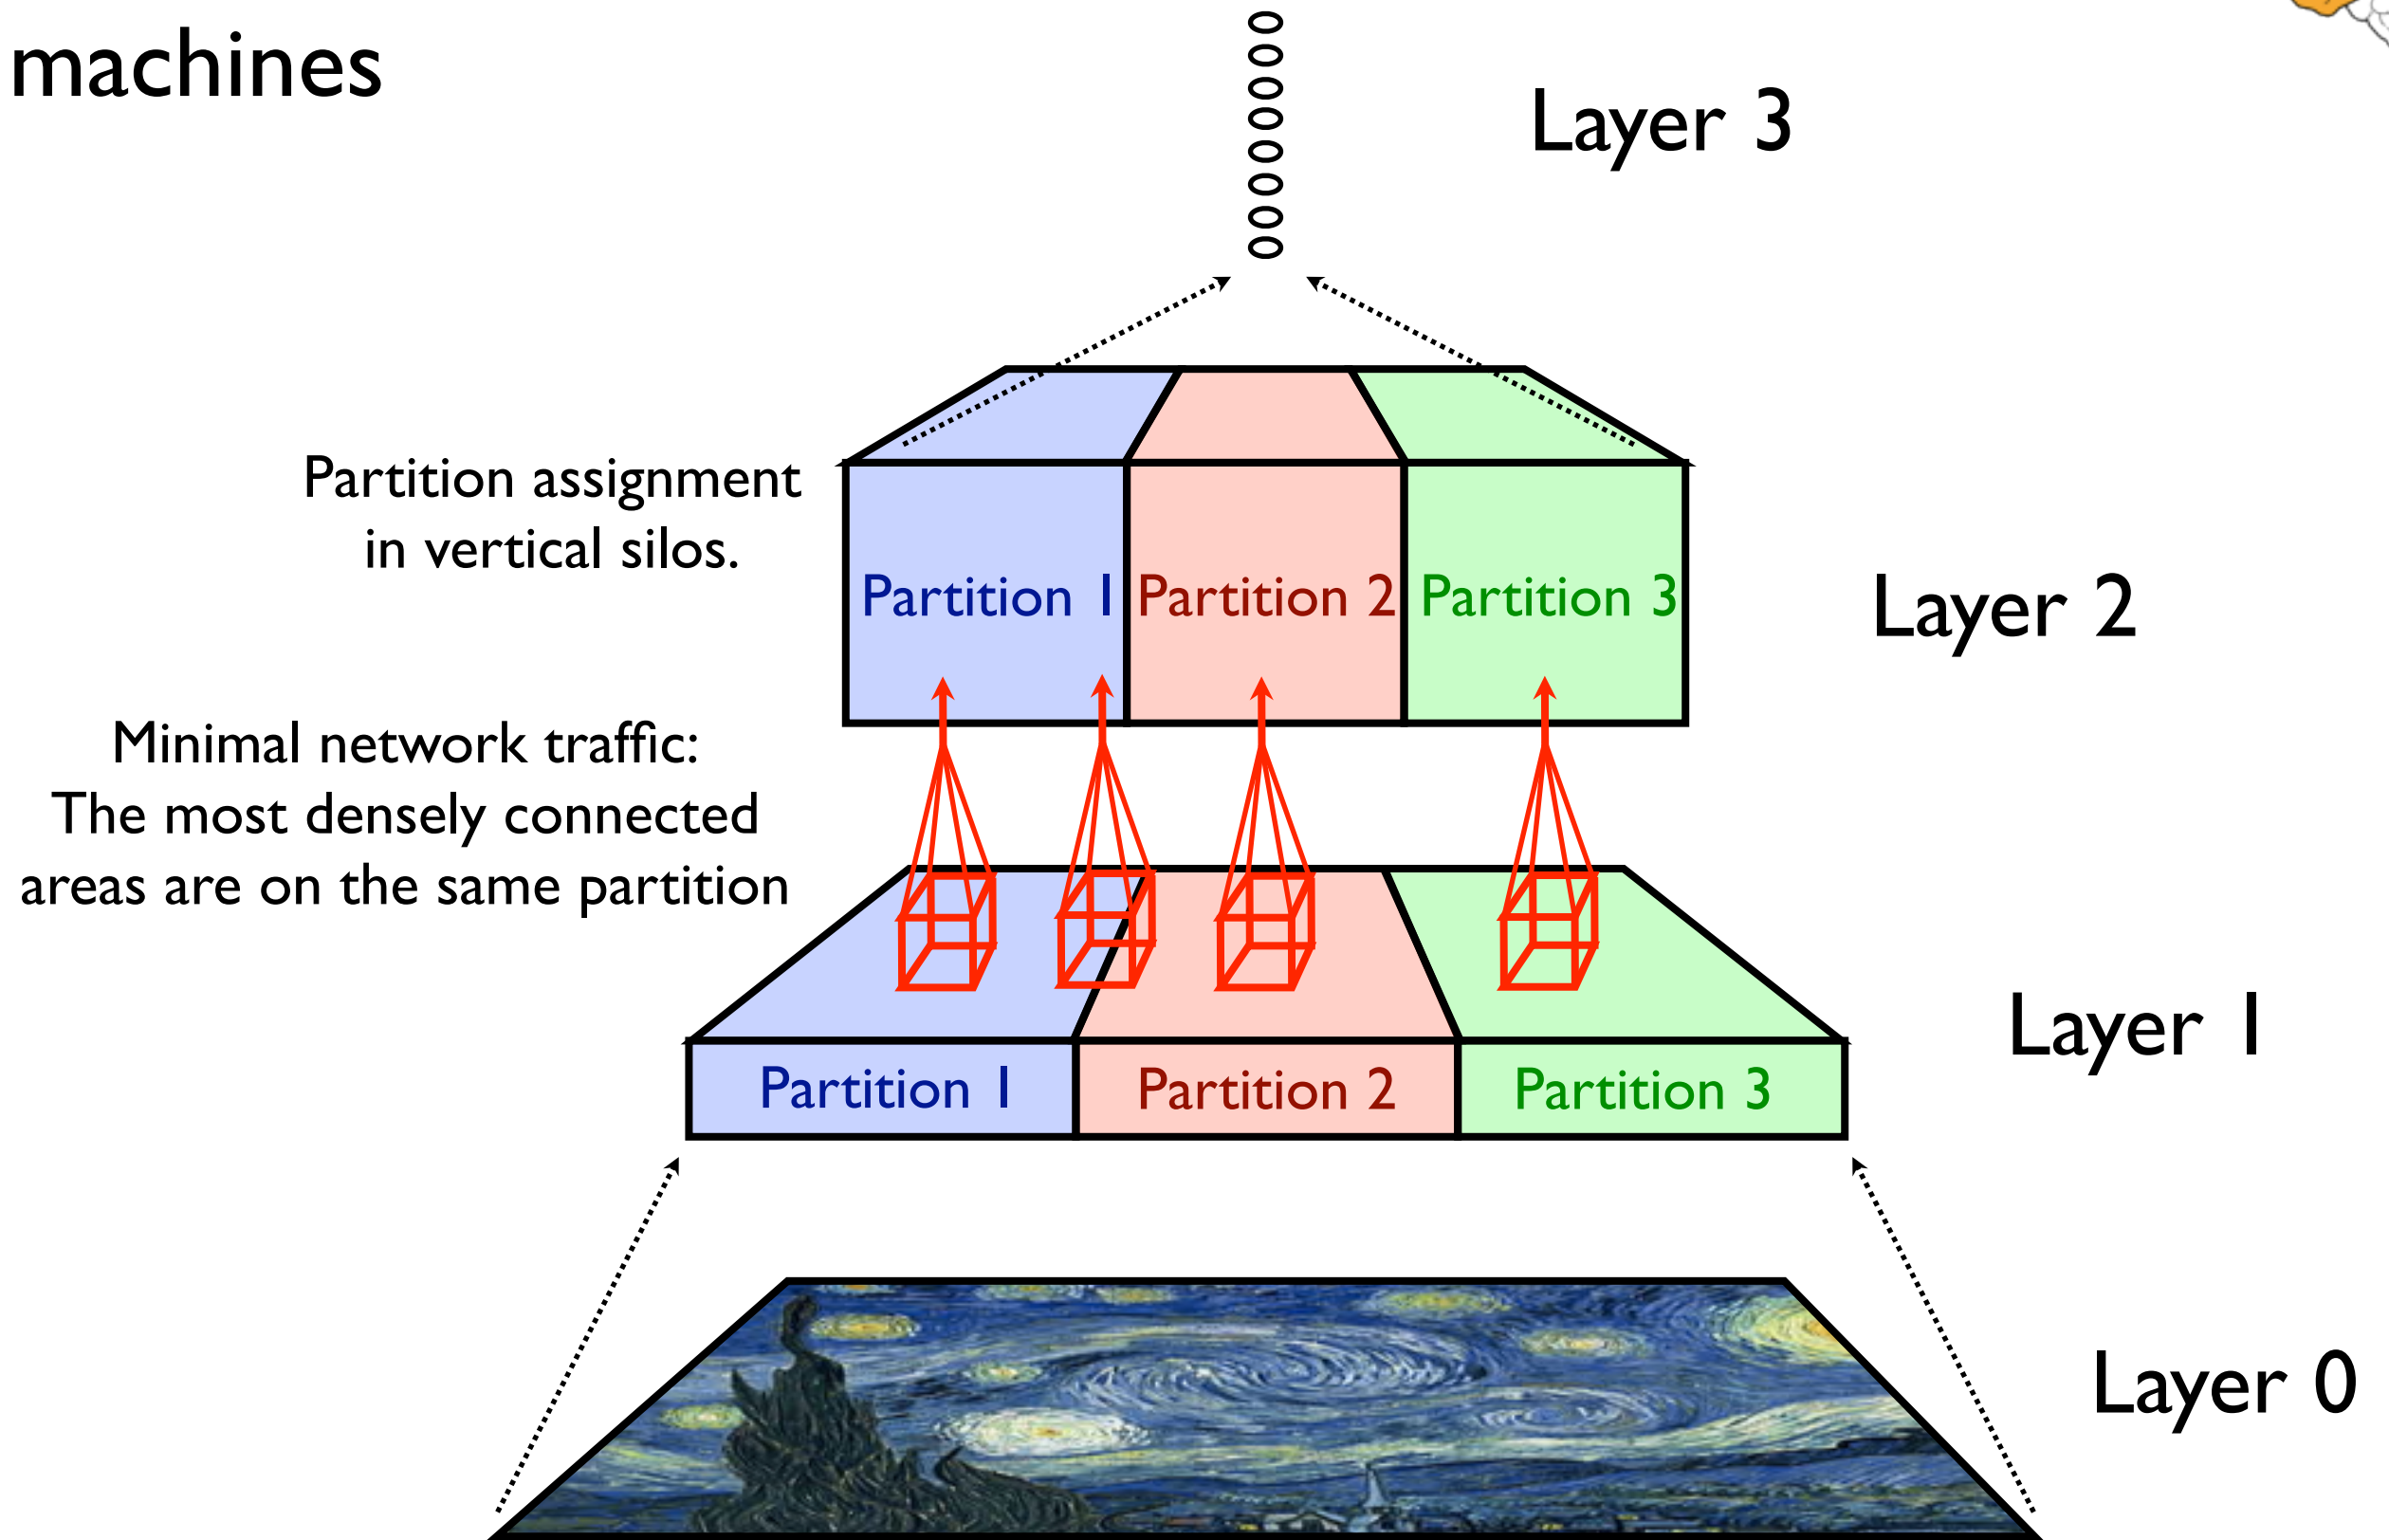 machines
Layer 3
Partition assignment
in vertical silos.
Partition 1 Partition 2 Partition 3
Layer 2
Minimal network traffic:
The most densely connected
areas are on the same partition
Layer 1
Partition 1 Partition 2 Partition 3
Layer 0